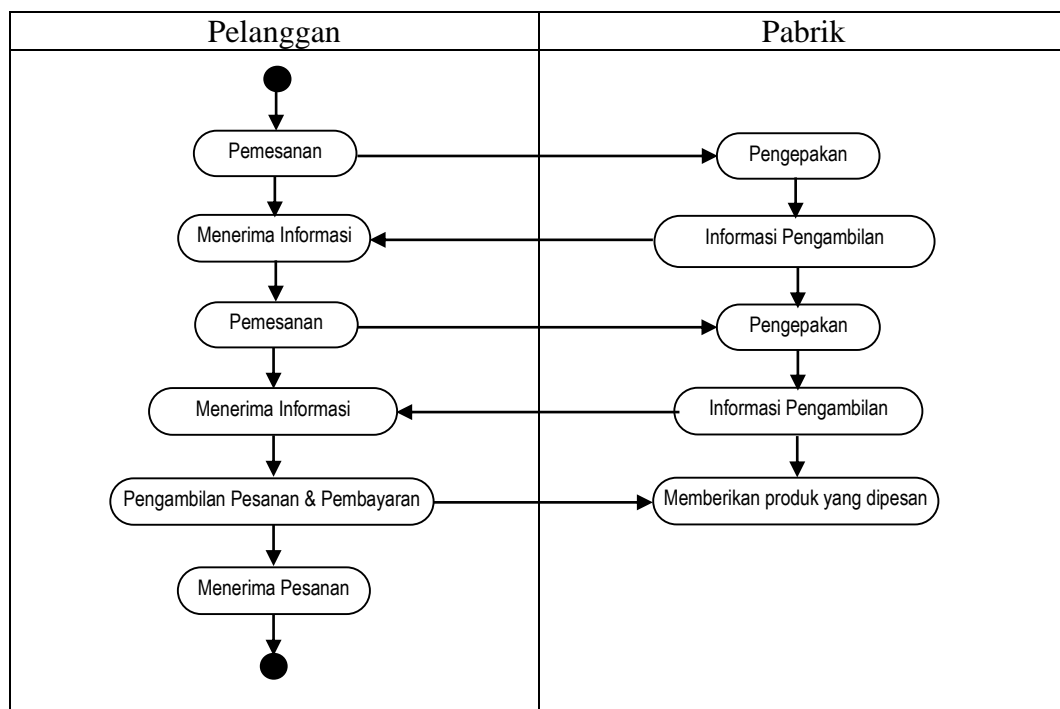 Pelanggan
Pabrik
Pemesanan
Pengepakan
Menerima Informasi
Informasi Pengambilan
Pemesanan
Pengepakan
Menerima Informasi
Informasi Pengambilan
Pengambilan Pesanan & Pembayaran
Memberikan produk yang dipesan
Menerima Pesanan